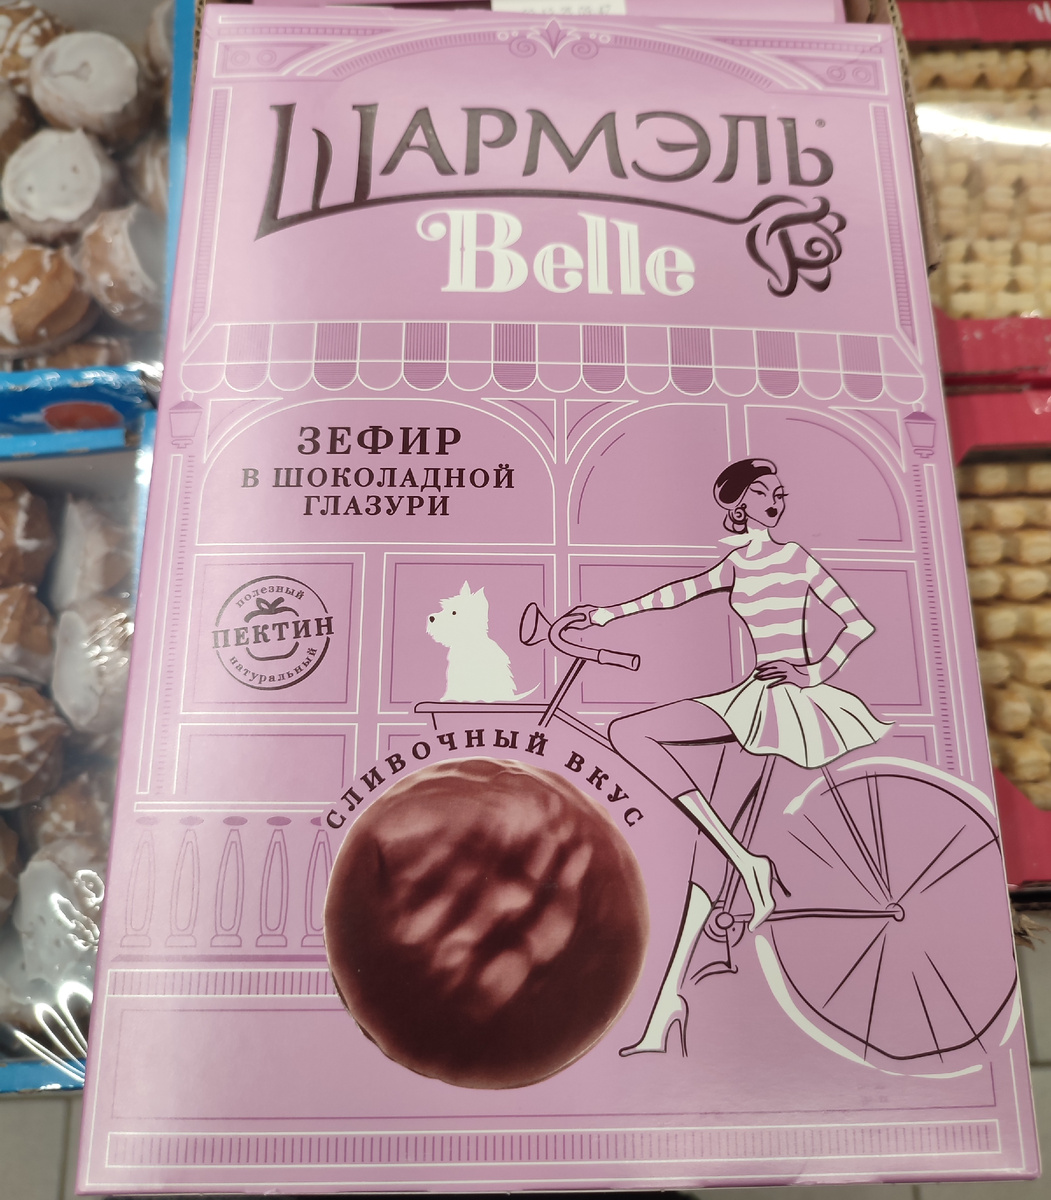 ШАРМЭЛЬ®
Belle
ЗЕФИР
В ШОКОЛАДНОЙ
ГЛАЗУРИ
полезный
ПЕКТИН
натуральный
СЛИВОЧНЫЙ ВКУС